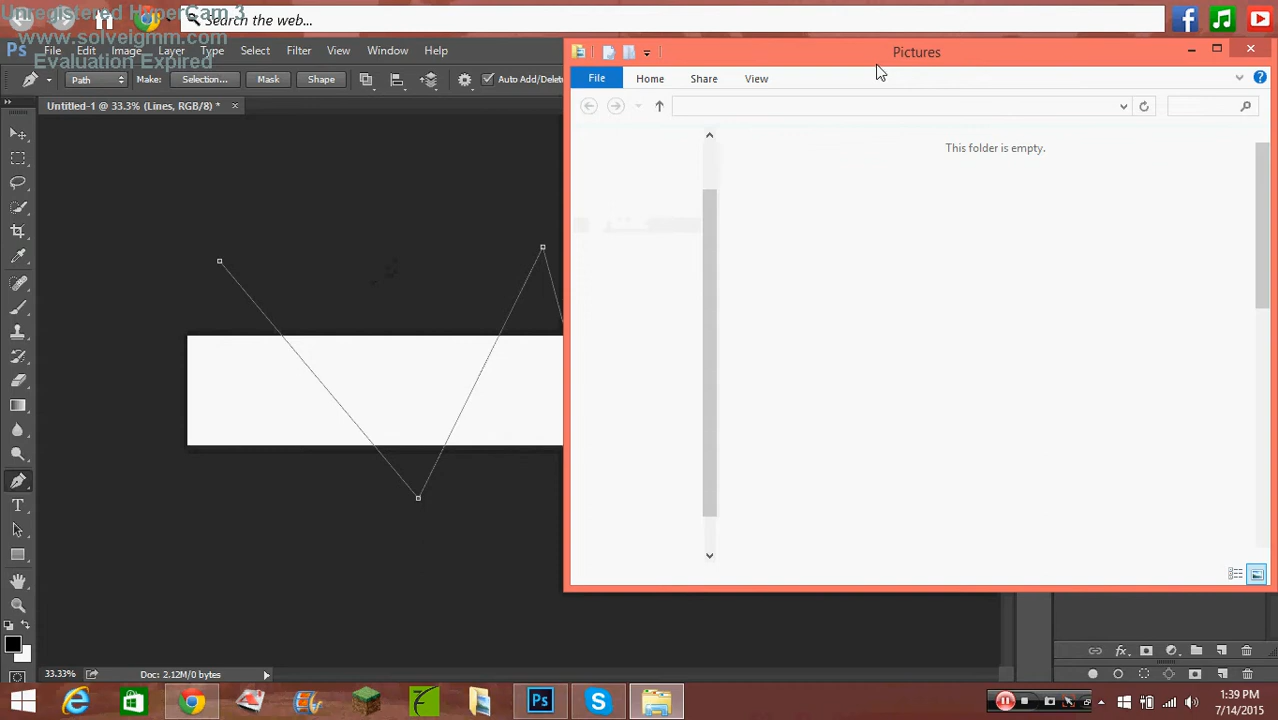 Unregistered HyperCam 3
Search the web...
www.solveigmm.com
Evaluation Expired
Ps File Edit Image Layer Type Select Filter View Window Help
Pictures
Path Make: Selection... Mask Shape Auto Add/Delet
File Home Share View
Untitled-1 @ 33.3% (Lines, RGB/8) *
This folder is empty.
T
fx
33.33% Doc: 2.12M/0 bytes
Ps
1:39 PM
7/14/2015